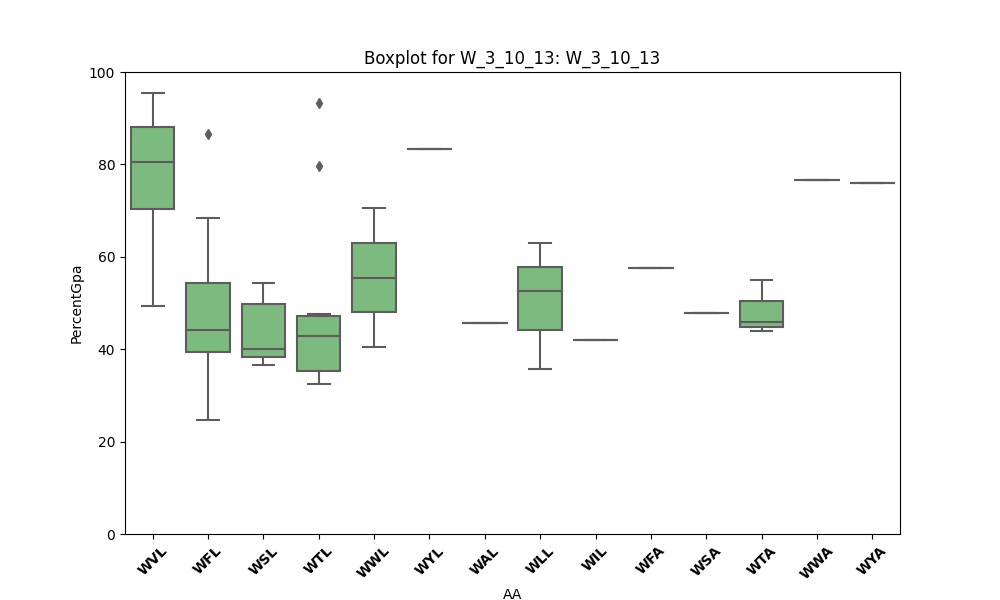 Boxplot for W_3_10_13: W_3_10_13
100
80
60
40
20
0
PercentGpa
WVL WFL WSL WTL WWL WYL WAL WLL WIL WFA WSA WTA WWA WYA
AA